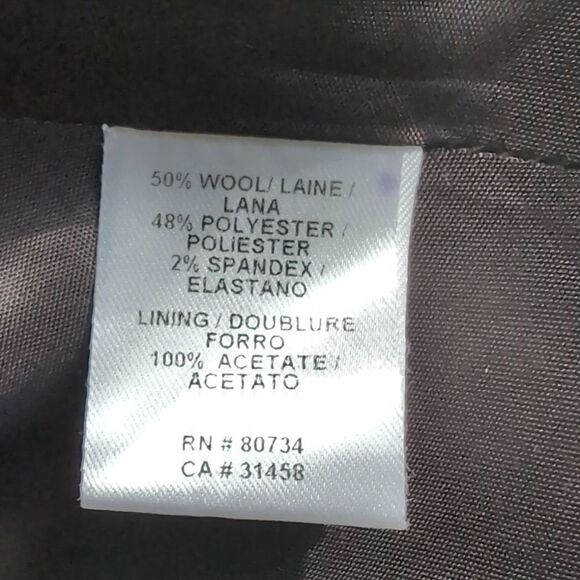 50% WOOL/ LAINE /
LANA
48% POLYESTER /
POLIESTER
2% SPANDEX /
ELASTANO
LINING / DOUBLURE
FORRO
100% ACETATE /
ACETATO
RN # 80734
CA # 31458